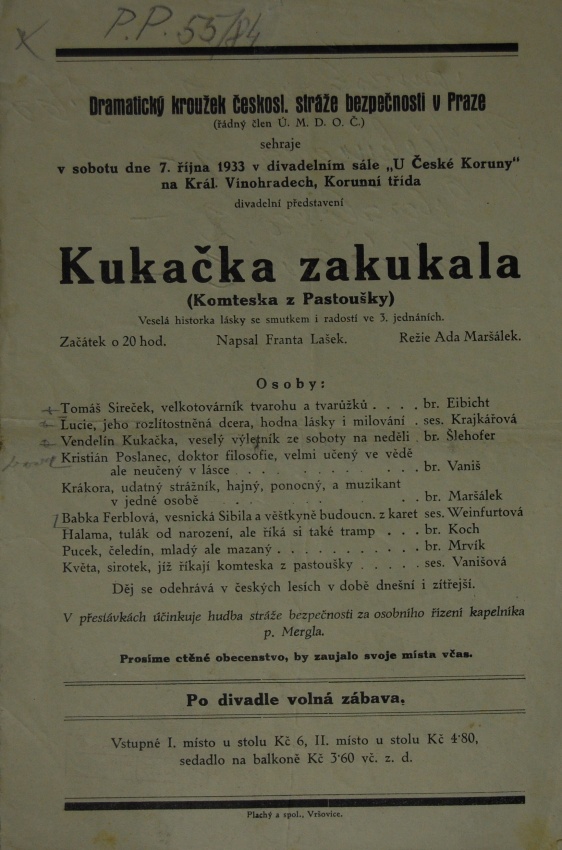 P.P. 55/84
Dramatický kroužek českosl. stráže bezpečnosti v Praze
(řádný člen Ú. M. D. O. Č.)
sehraje
v sobotu dne 7. října 1933 v divadelním sále „U České Koruny"
na Král. Vinohradech, Korunní třída
divadelní představení
Kukačka zakukala
(Komteska z Pastoušky)
Veselá historka lásky se smutkem i radostí ve 3. jednáních.
Začátek o 20 hod. Napsal Franta Lašek. Režie Ada Maršálek.
Osoby:
Tomáš Sireček, velkotovárník tvarohu a tvarůžků . . . . br. Eibicht
Lucie, jeho rozlítostněná dcera, hodna lásky i milování . ses. Krajkářová
Vendelín Kukačka, veselý výletník ze soboty na neděli . br. Šlehofer
Kristián Poslanec, doktor filosofie, velmi učený ve vědě
ale neučený v lásce . . . . . . . . . . br. Vaniš
Krákora, udatný strážník, hajný, ponocný, a muzikant
v jedné osobě . . . . . . . . br. Maršálek
Babka Ferblová, vesnická Sibila a věštkyně budoucn. z karet ses. Weinfurtová
Halama, tulák od narození, ale říká si také tramp . . . br. Koch
Pucek, čeledín, mladý ale mazaný . . . . . . . . . . br. Mrvík
Květa, sirotek, jíž říkají komteska z pastoušky . . . . . ses. Vanišová
Děj se odehrává v českých lesích v době dnešní i zítřejší.
V přestávkách účinkuje hudba stráže bezpečnosti za osobního řízení kapelníka
p. Mergla.
Prosíme ctěné obecenstvo, by zaujalo svoje místa včas.
Po divadle volná zábava.
Vstupné I. místo u stolu Kč 6, II. místo u stolu Kč 4·80,
sedadlo na balkoně Kč 3·60 vč. z. d.
Plachý a spol., Vršovice.